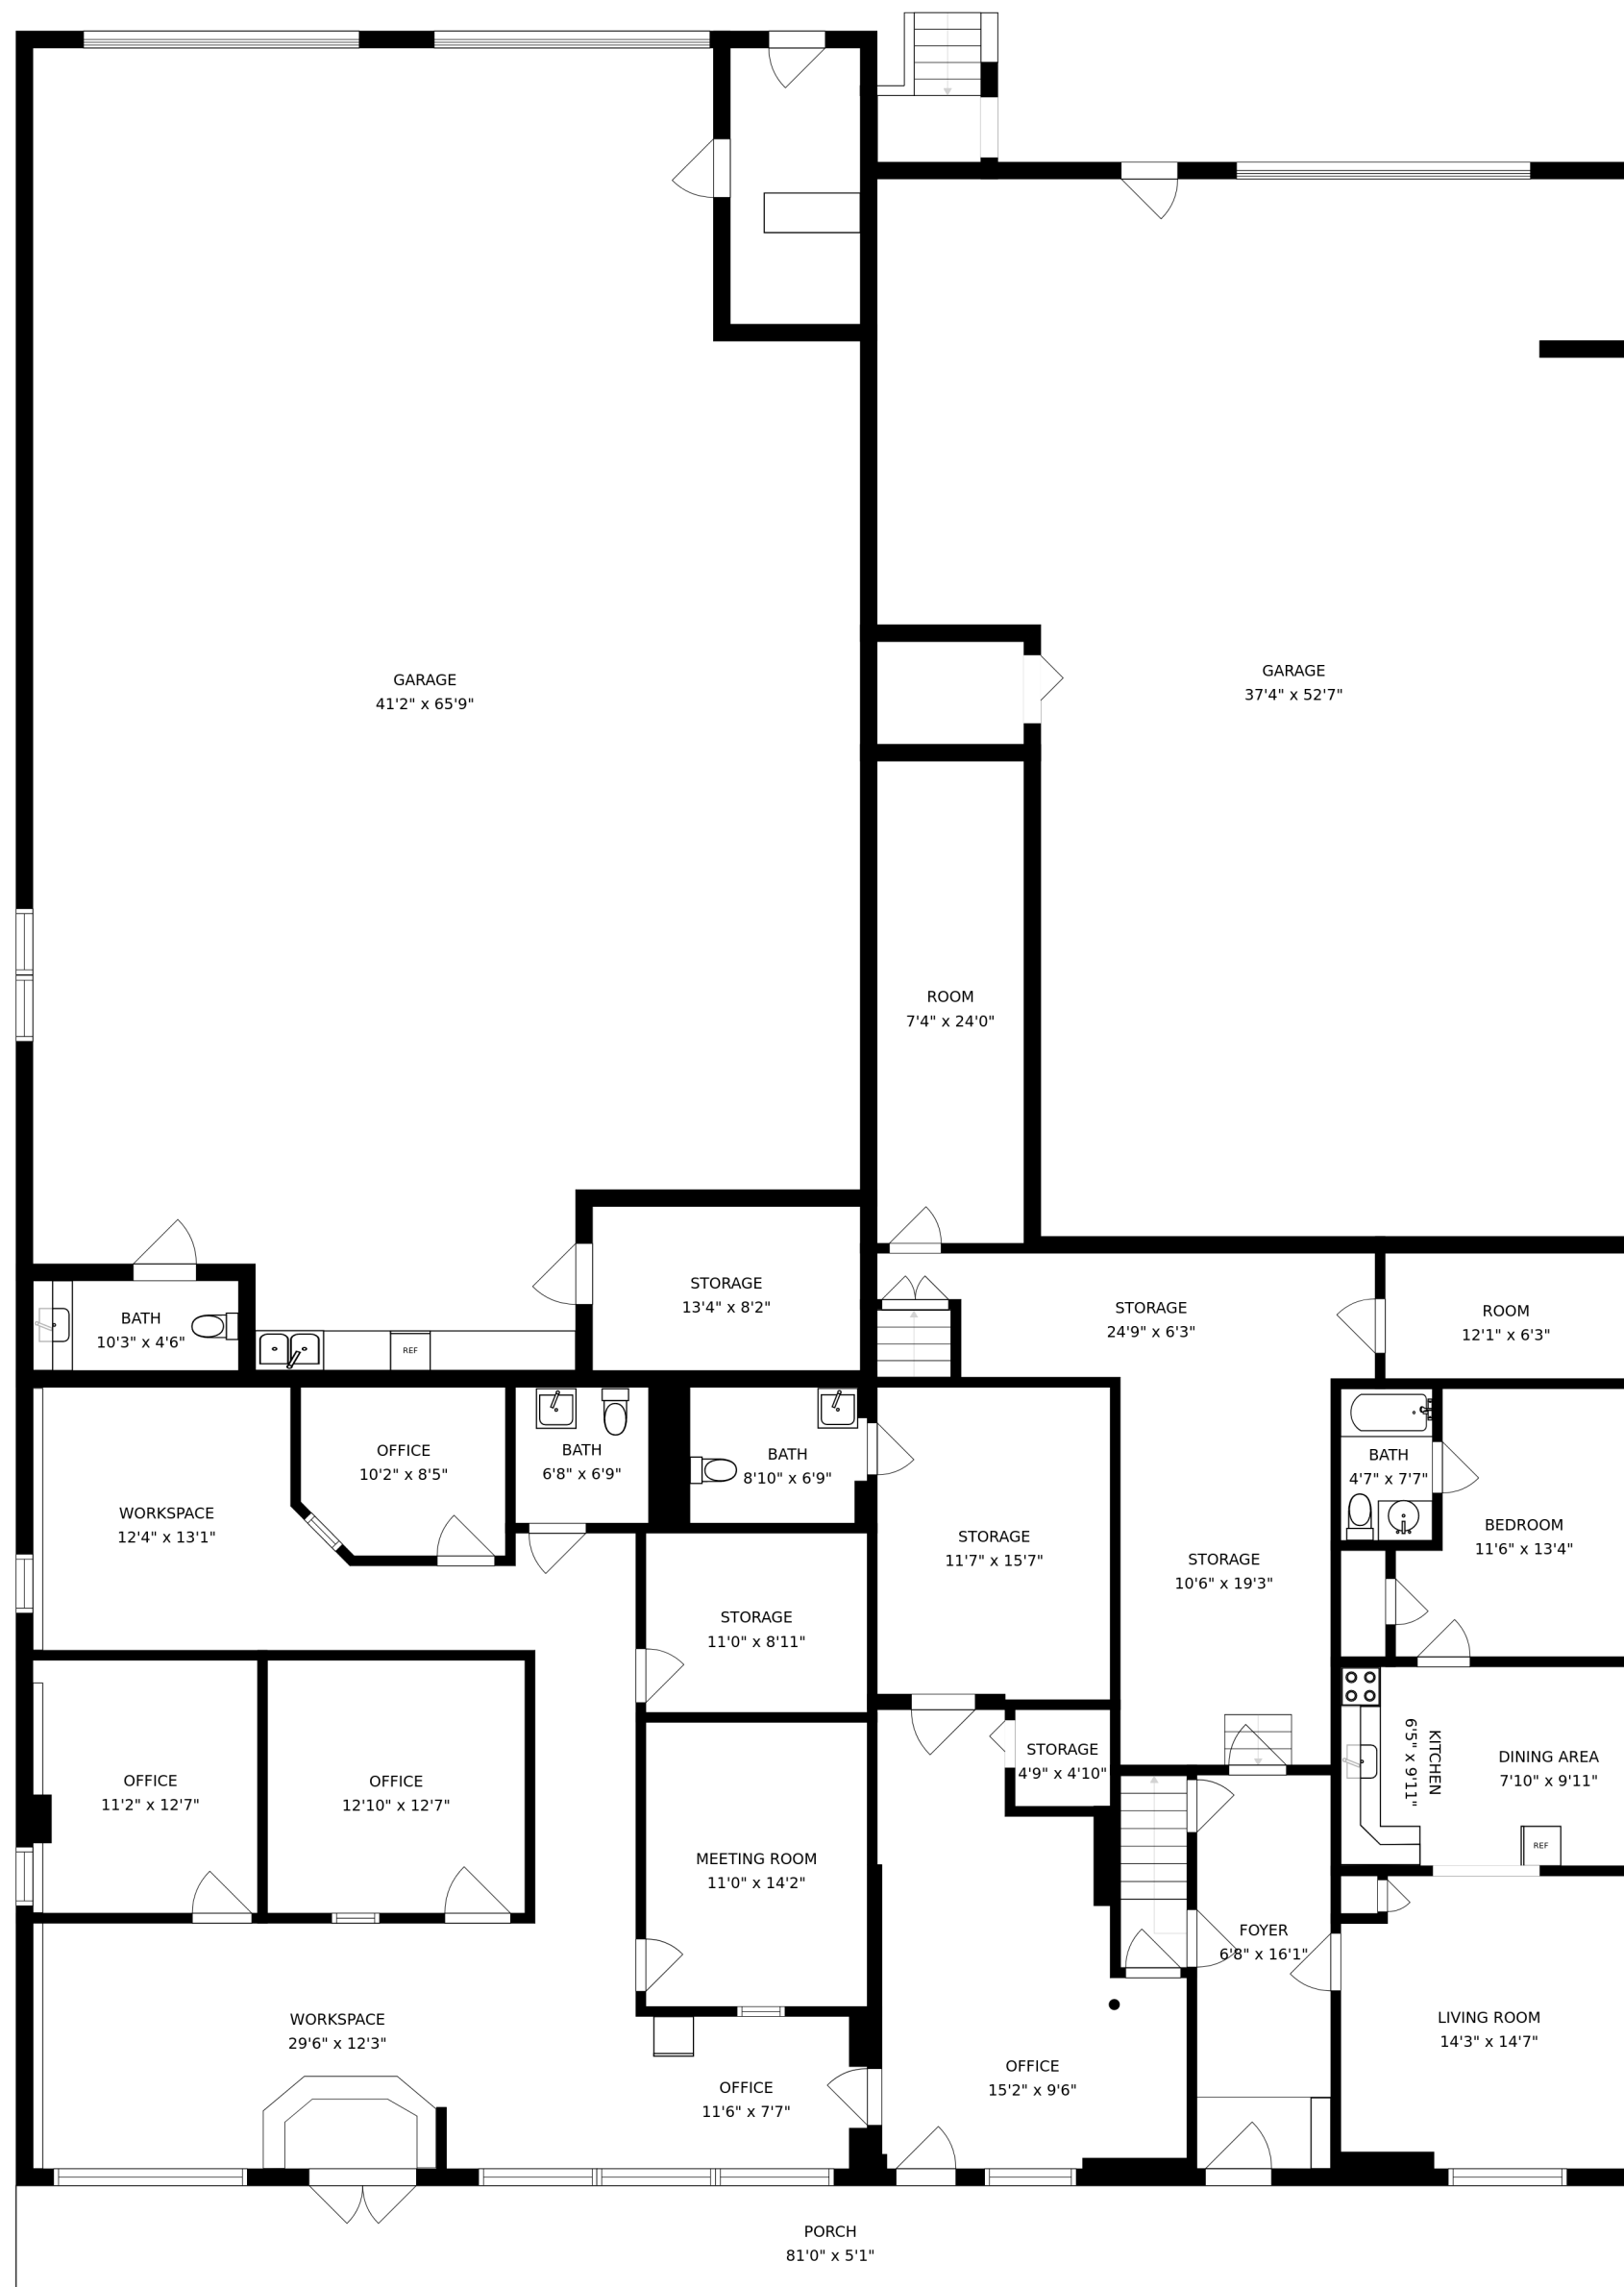 GARAGE
41'2" x 65'9"
GARAGE
37'4" x 52'7"
ROOM
7'4" x 24'0"
STORAGE
13'4" x 8'2"
STORAGE
24'9" x 6'3"
ROOM
12'1" x 6'3"
BATH
10'3" x 4'6"
REF
OFFICE
10'2" x 8'5"
BATH
6'8" x 6'9"
BATH
8'10" x 6'9"
BATH
4'7" x 7'7"
WORKSPACE
12'4" x 13'1"
STORAGE
11'7" x 15'7"
BEDROOM
11'6" x 13'4"
STORAGE
10'6" x 19'3"
STORAGE
11'0" x 8'11"
STORAGE
4'9" x 4'10"
KITCHEN
6'5" x 9'11"
DINING AREA
7'10" x 9'11"
OFFICE
11'2" x 12'7"
OFFICE
12'10" x 12'7"
REF
MEETING ROOM
11'0" x 14'2"
FOYER
6'8" x 16'1"
WORKSPACE
29'6" x 12'3"
LIVING ROOM
14'3" x 14'7"
OFFICE
15'2" x 9'6"
OFFICE
11'6" x 7'7"
PORCH
81'0" x 5'1"